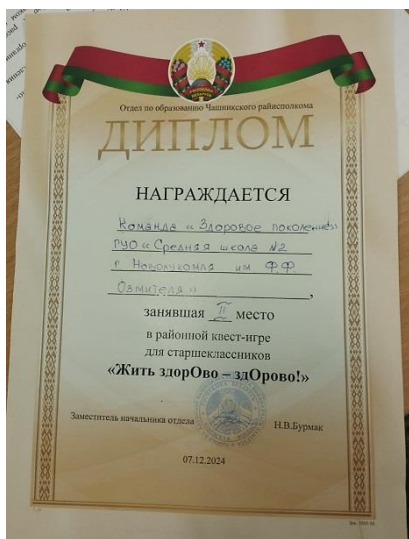 Отдел по образованию Чашникского райисполкома
ДИПЛОМ
НАГРАЖДАЕТСЯ
Команда «Здоровое поколение»
ГУО «Средняя школа №2
г. Новолукомля им Ф.Ф
Озмителя»,
занявшая II место
в районной квест-игре
для старшеклассников
«Жить здорОво – здОрово!»
Заместитель начальника отдела
Н.В.Бурмак
07.12.2024